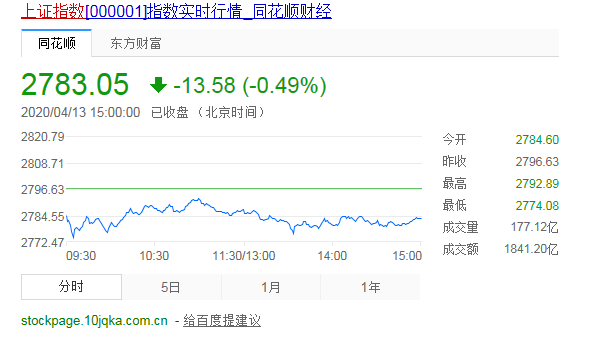 上证指数[000001]指数实时行情_同花顺财经
同花顺 东方财富
2783.05 -13.58 (-0.49%)
2020/04/13 15:00:00 已收盘 （北京时间）
2820.79
2808.71
2796.63
2784.55
2772.47
09:30 10:30 11:30/13:00 14:00 15:00
今开 2784.60
昨收 2796.63
最高 2792.89
最低 2774.08
成交量 177.12亿
成交额 1841.20亿
分时 5日 1月 1年
stockpage.10jqka.com.cn - 给百度提建议